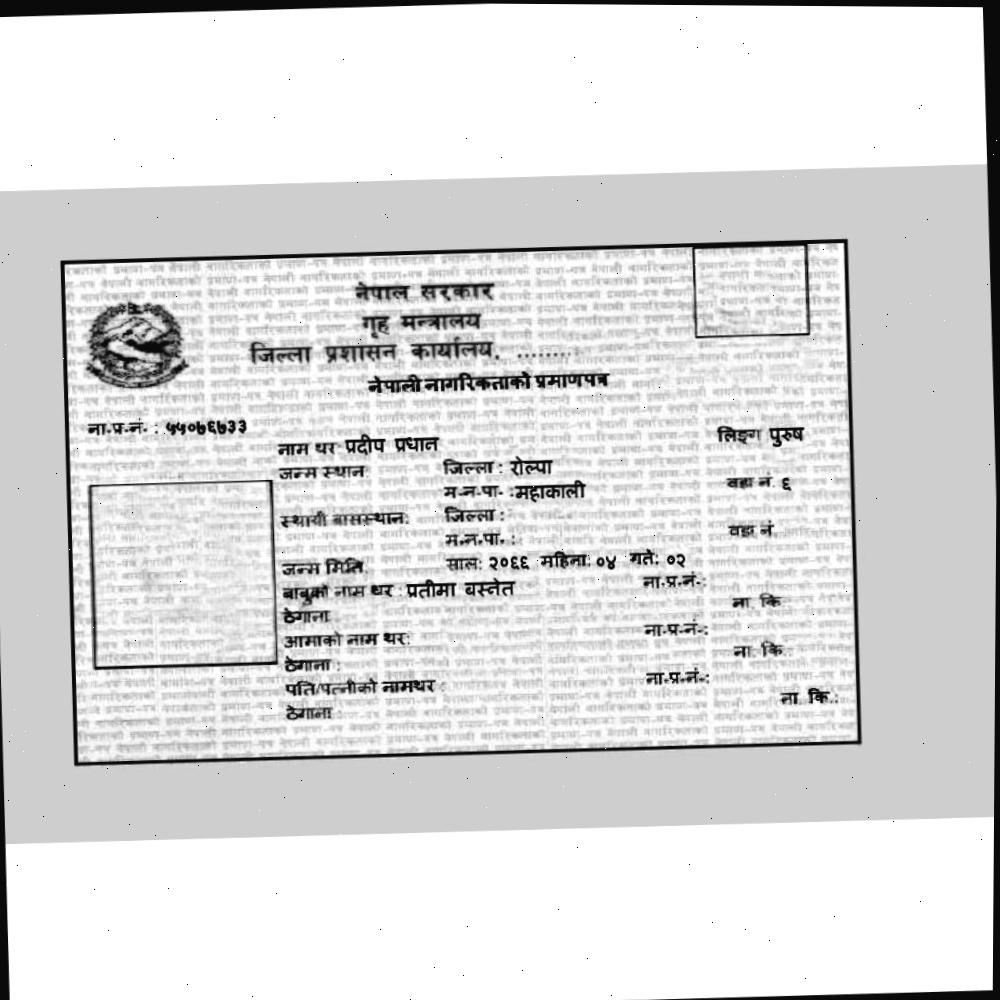 नेपाल सरकार
गृह मन्त्रालय
जिल्ला प्रशासन कार्यालय, ........
नेपाली नागरिकताको प्रमाणपत्र
ना.प्र.नं. : ५५०७६७३३
नाम थर: प्रदीप प्रधान लिङ्ग पुरुष
जन्म स्थान: जिल्ला : रोल्पा
म.न.पा. : महाकाली वडा नं. ६
स्थायी बासस्थान: जिल्ला :
म.न.पा. : वडा नं.
जन्म मिति: साल: २०६६ महिना: ०४ गते: ०२
बाबुको नाम थर : प्रतीमा बस्नेत ना.प्र.नं.:
ठेगाना : ना. कि.:
आमाको नाम थर: ना.प्र.नं.:
ठेगाना : ना. कि.:
पति/पत्नीको नामथर : ना.प्र.नं.:
ठेगाना : ना. कि.: